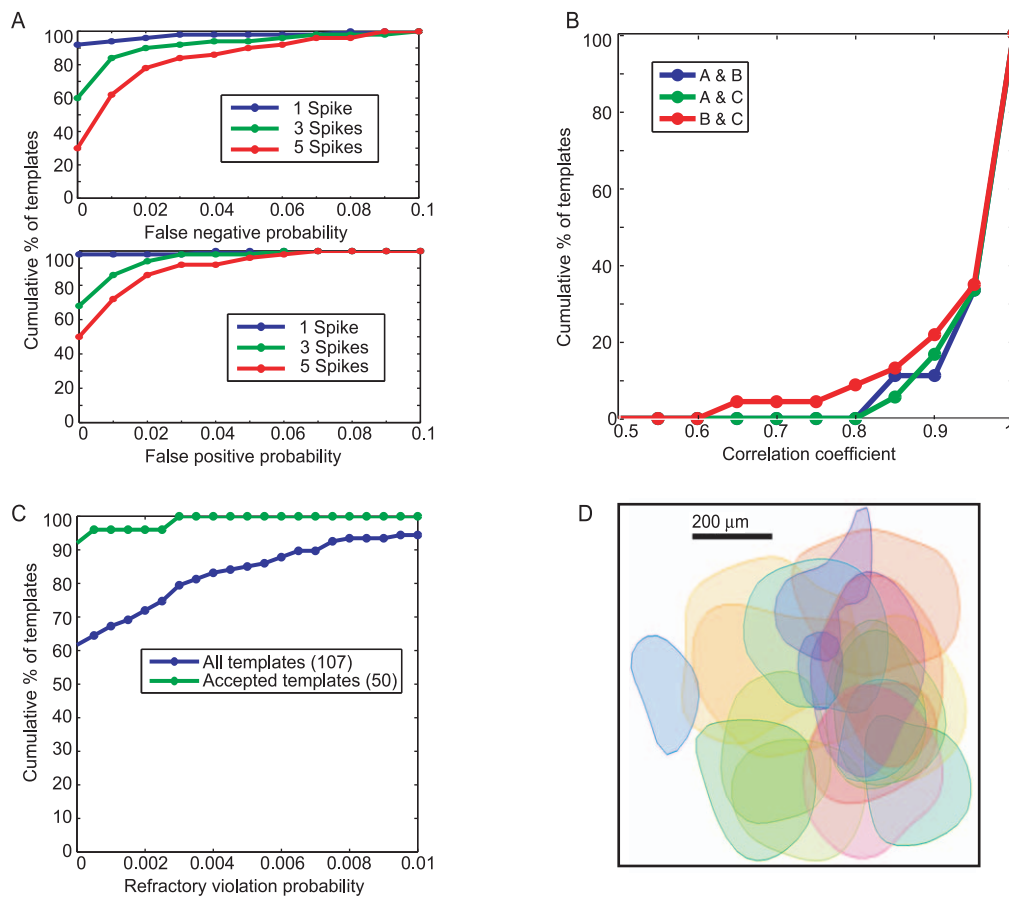 A
Cumulative % of templates
100
80
60
40
20
0
1 Spike
3 Spikes
5 Spikes
0 0.02 0.04 0.06 0.08 0.1
False negative probability
100
80
60
40
20
0
1 Spike
3 Spikes
5 Spikes
0 0.02 0.04 0.06 0.08 0.1
False positive probability
B
Cumulative % of templates
100
80
60
40
20
0
A & B
A & C
B & C
0.5 0.6 0.7 0.8 0.9 1
Correlation coefficient
C
Cumulative % of templates
100
90
80
70
60
50
40
30
20
10
0
All templates (107)
Accepted templates (50)
0 0.002 0.004 0.006 0.008 0.01
Refractory violation probability
D
200 μm